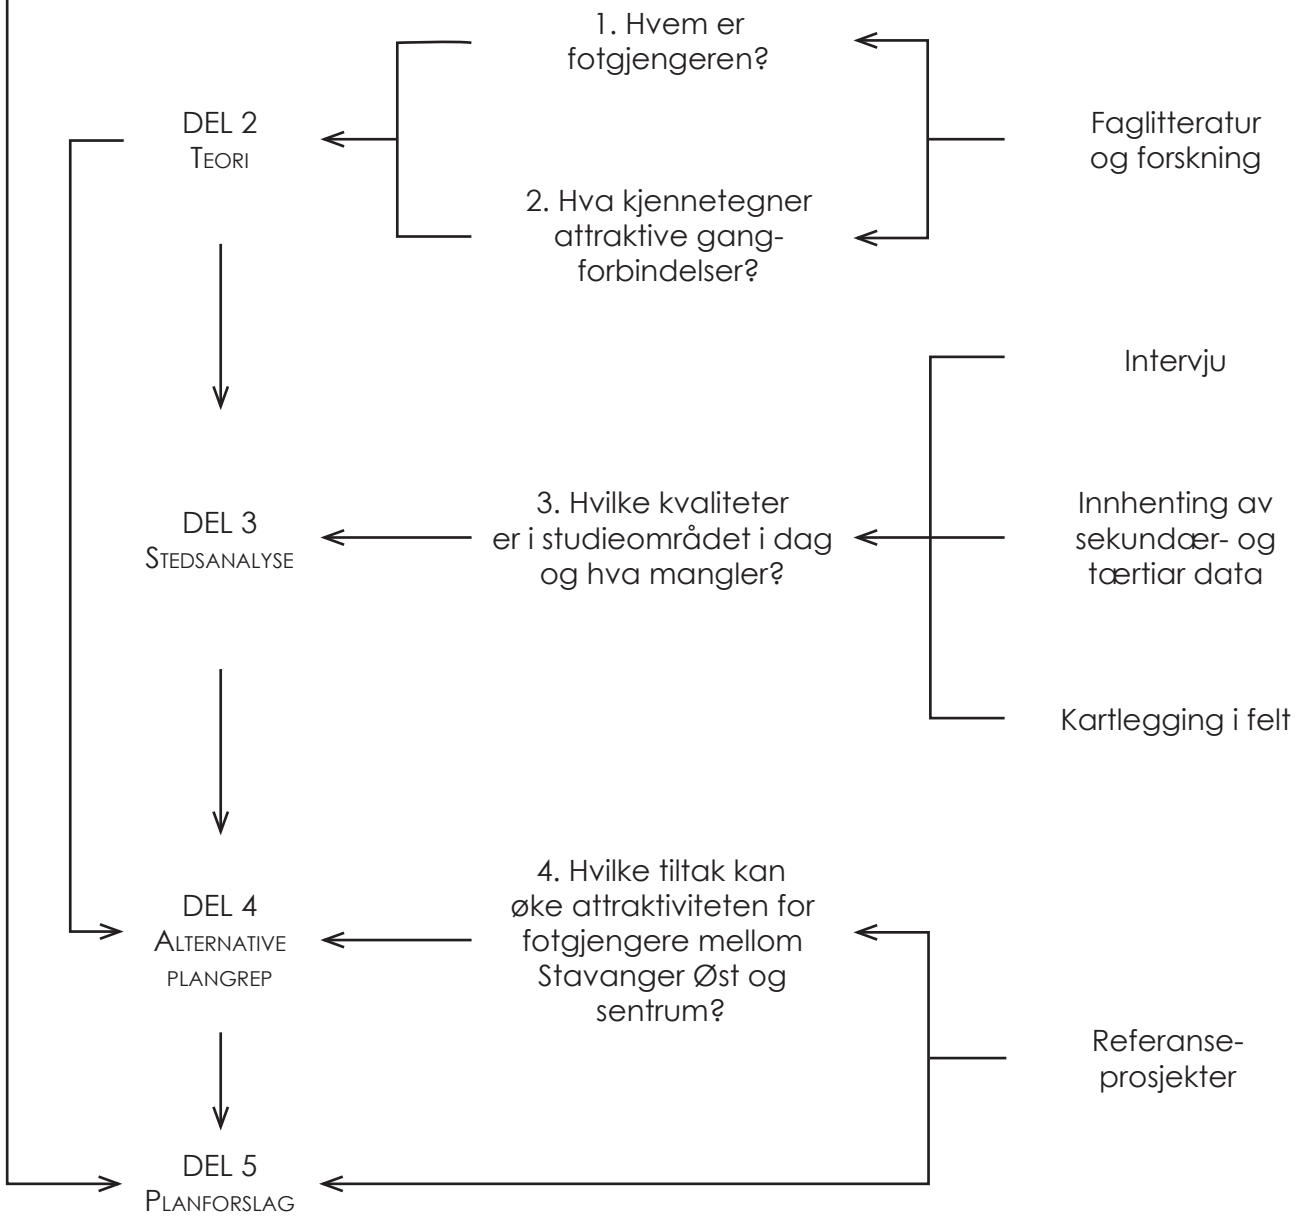 1. Hvem er
fotgjengeren?
DEL 2
TEORI
Faglitteratur
og forskning
2. Hva kjennetegner
attraktive gang-
forbindelser?
Intervju
DEL 3
STEDSANALYSE
3. Hvilke kvaliteter
er i studieområdet i dag
og hva mangler?
Innhenting av
sekundær- og
tærtiar data
Kartlegging i felt
DEL 4
ALTERNATIVE
PLANGREP
4. Hvilke tiltak kan
øke attraktiviteten for
fotgjengere mellom
Stavanger Øst og
sentrum?
Referanse-
prosjekter
DEL 5
PLANFORSLAG